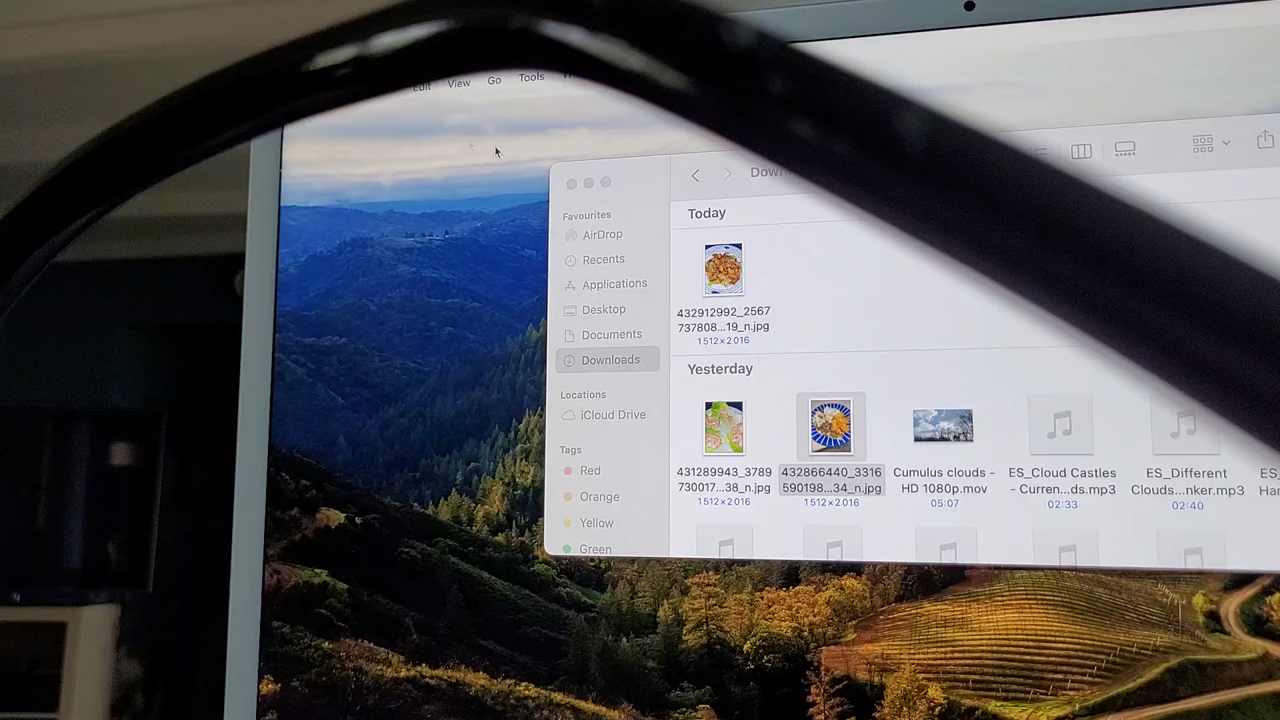 Edit View Go Tools
Favourites
AirDrop
Recents
Applications
Desktop
Documents
Downloads
Locations
iCloud Drive
Tags
Red
Orange
Yellow
Green
Down
Today
432912992_2567
737808...19_n.jpg
1512×2016
Yesterday
431289943_3789
730017...38_n.jpg
1512×2016
432866440_3316
590198...34_n.jpg
1512×2016
Cumulus clouds -
HD 1080p.mov
05:07
ES_Cloud Castles
- Curren...ds.mp3
02:33
ES_Different
Clouds...nker.mp3
02:40
ES_
Har